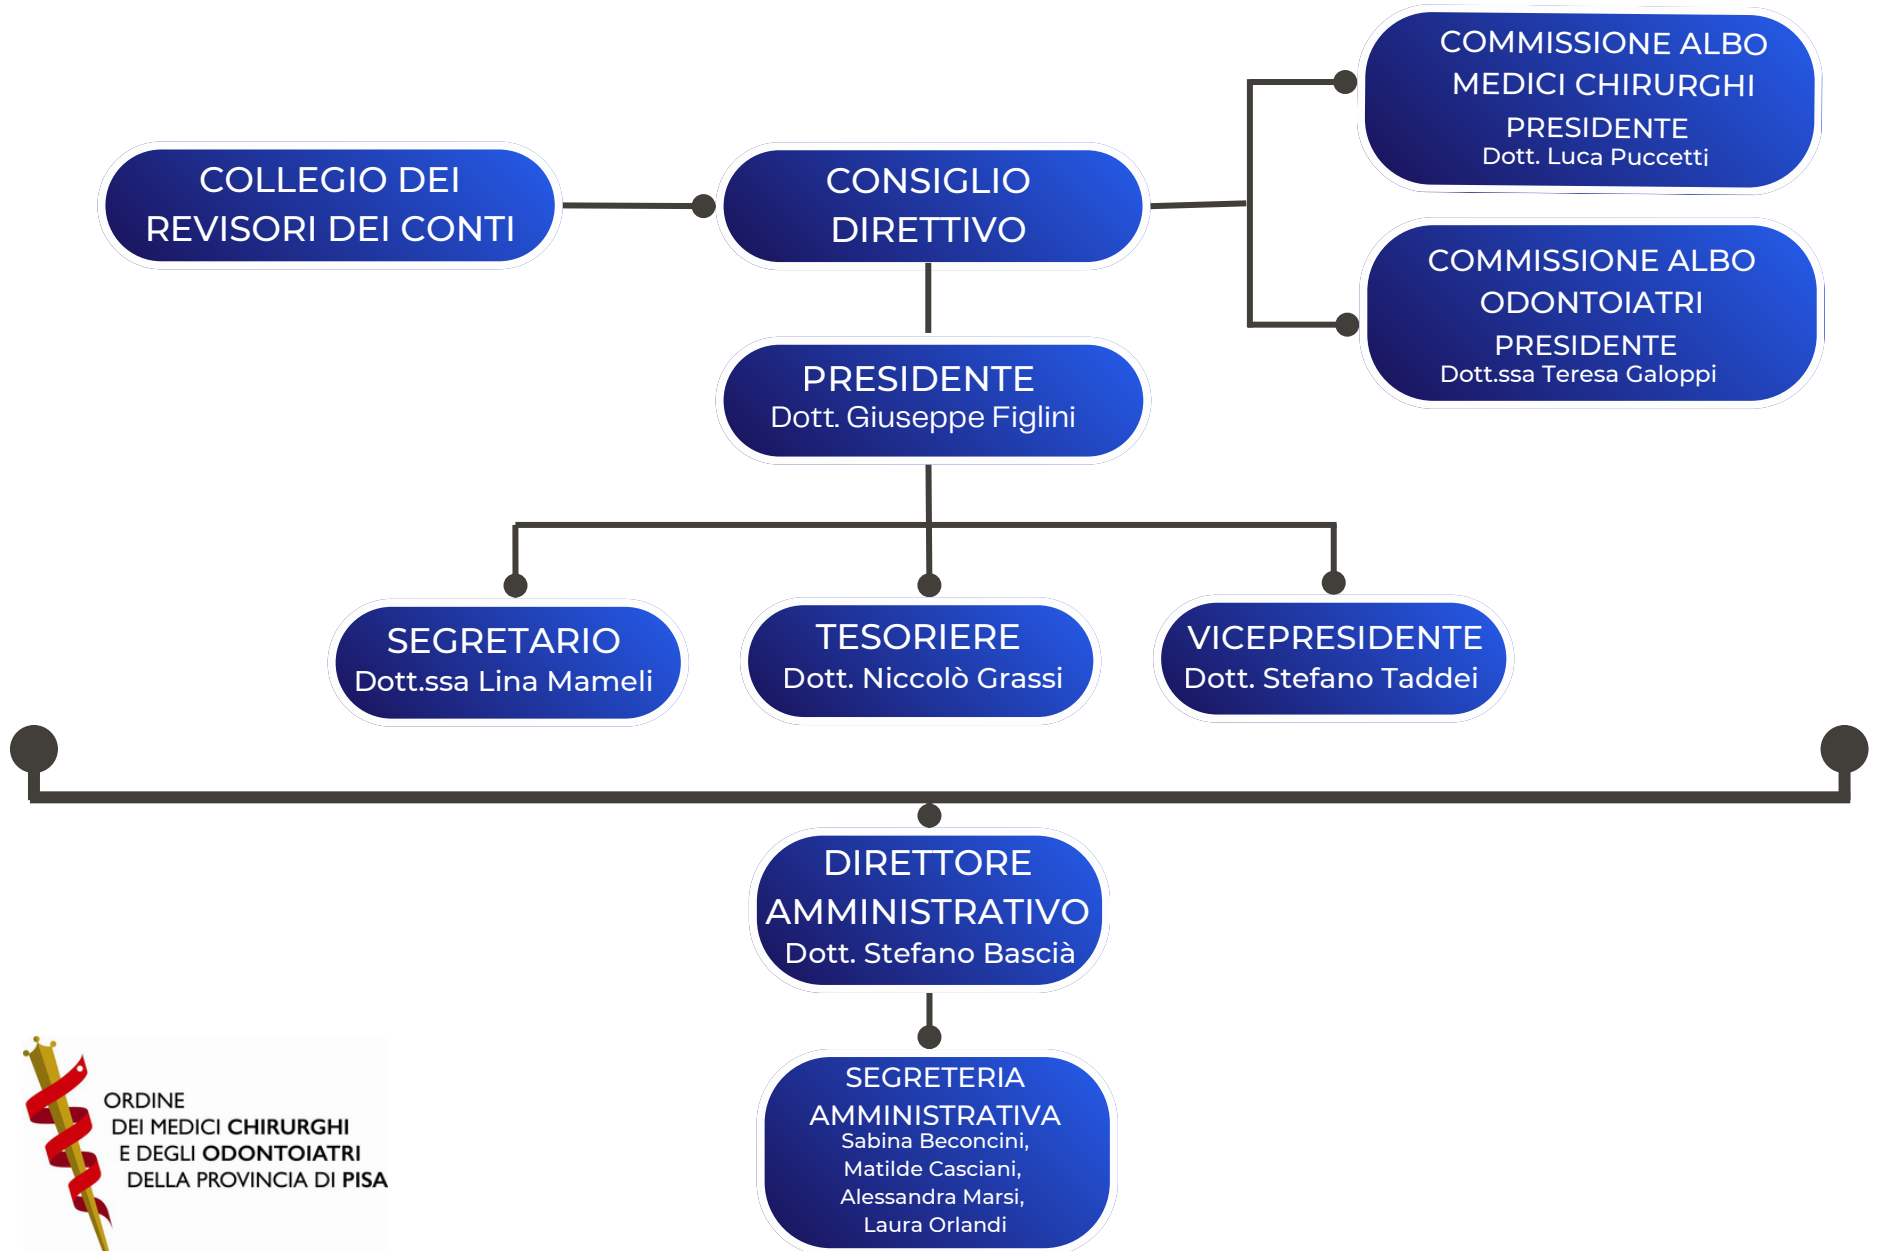 COLLEGIO DEI
REVISORI DEI CONTI
CONSIGLIO
DIRETTIVO
COMMISSIONE ALBO
MEDICI CHIRURGHI
PRESIDENTE
Dott. Luca Puccetti
COMMISSIONE ALBO
ODONTOIATRI
PRESIDENTE
Dott.ssa Teresa Galoppi
PRESIDENTE
Dott. Giuseppe Figlini
SEGRETARIO
Dott.ssa Lina Mameli
TESORIERE
Dott. Niccolò Grassi
VICEPRESIDENTE
Dott. Stefano Taddei
DIRETTORE
AMMINISTRATIVO
Dott. Stefano Bascià
SEGRETERIA
AMMINISTRATIVA
Sabina Beconcini,
Matilde Casciani,
Alessandra Marsi,
Laura Orlandi
ORDINE
DEI MEDICI CHIRURGHI
E DEGLI ODONTOIATRI
DELLA PROVINCIA DI PISA